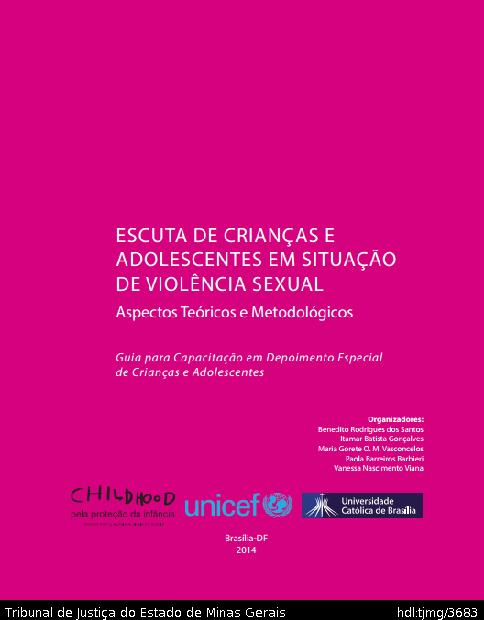 ESCUTA DE CRIANÇAS E
ADOLESCENTES EM SITUAÇÃO
DE VIOLÊNCIA SEXUAL
Aspectos Teóricos e Metodológicos
Guia para Capacitação em Depoimento Especial
de Crianças e Adolescentes
Organizadores:
Benedito Rodrigues dos Santos
Itamar Batista Gonçalves
Maria Gorete O. M. Vasconcelos
Paola Barreiros Barbieri
Vanessa Nascimento Viana
CHILDHOOD
pela proteção da infância
unicef
Universidade
Católica de Brasília
Brasília-DF
2014
Tribunal de Justiça do Estado de Minas Gerais
hdl:tjmg/3683